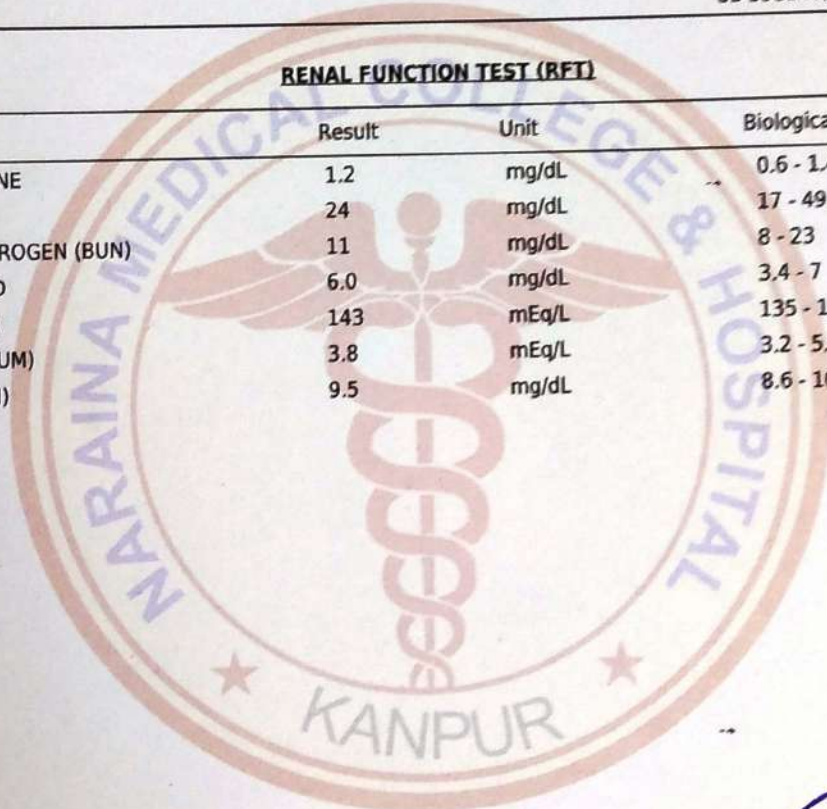 RENAL FUNCTION TEST (RFT)
Result Unit Biologica
NE 1.2 mg/dL 0.6 - 1.
24 mg/dL 17 - 49
ROGEN (BUN) 11 mg/dL 8 - 23
D 6.0 mg/dL 3.4 - 7
143 mEq/L 135 - 1
UM) 3.8 mEq/L 3.2 - 5.
) 9.5 mg/dL 8.6 - 10
NARAINA MEDICAL COLLEGE & HOSPITAL
KANPUR